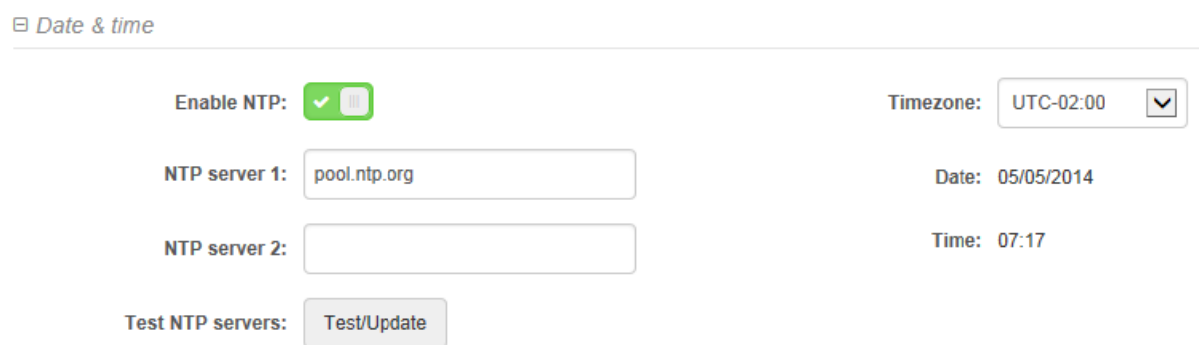 Date & time
Enable NTP:
Timezone: UTC-02:00
NTP server 1: pool.ntp.org
Date: 05/05/2014
NTP server 2:
Time: 07:17
Test NTP servers: Test/Update